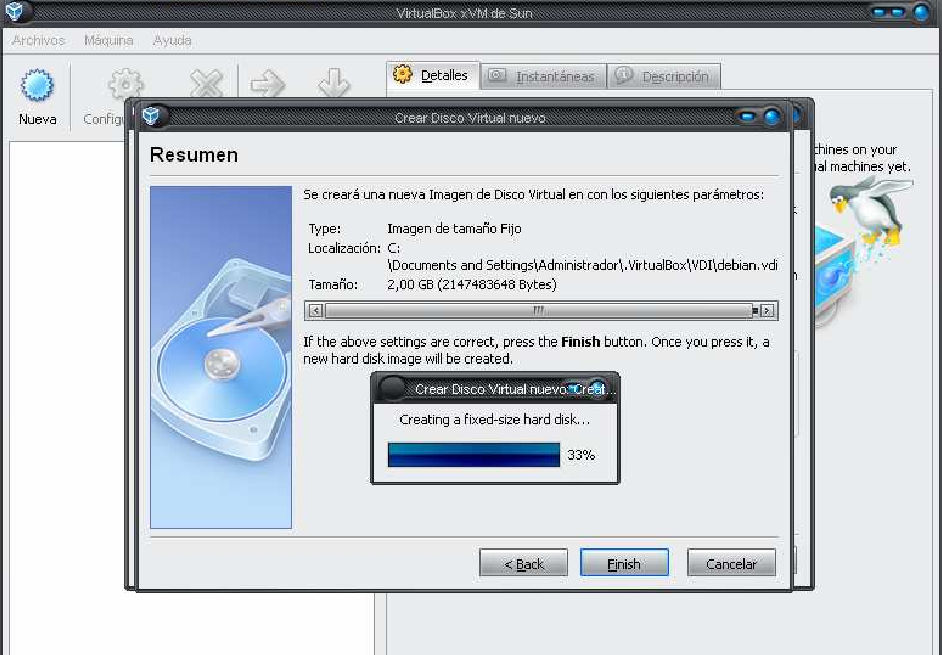 VirtualBox xVM de Sun
Archivos Máquina Ayuda
Nueva
Configu
Detalles Instantáneas Descripción
chines on your
al machines yet.
Crear Disco Virtual nuevo
Resumen
Se creará una nueva Imagen de Disco Virtual en con los siguientes parámetros:
Type: Imagen de tamaño Fijo
Localización: C:
\Documents and Settings\Administrador\.VirtualBox\VDI\debian.vdi
Tamaño: 2,00 GB (2147483648 Bytes)
If the above settings are correct, press the Finish button. Once you press it, a
new hard disk image will be created.
Crear Disco Virtual nuevo: Creat...
Creating a fixed-size hard disk...
33%
< Back Finish Cancelar